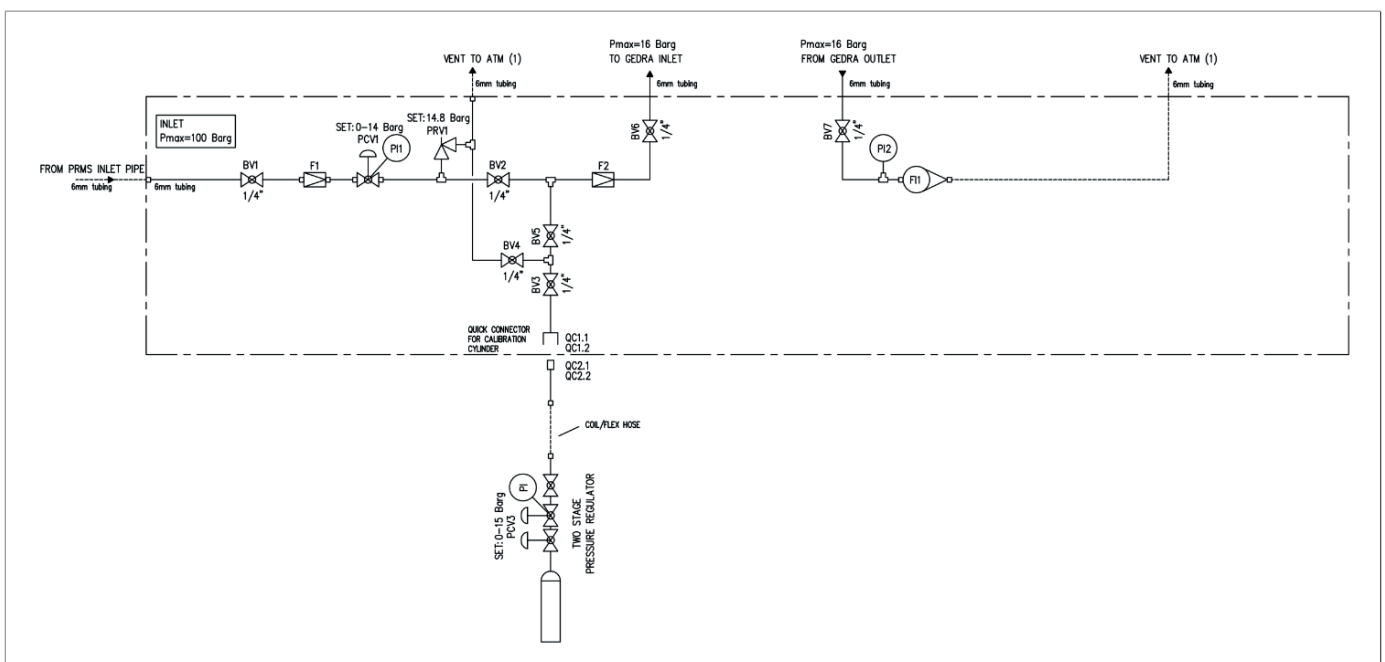 Pmax=16 Barg
TO GEDRA INLET
Pmax=16 Barg
FROM GEDRA OUTLET
VENT TO ATM (1)
VENT TO ATM (1)
6mm tubing
6mm tubing
6mm tubing
6mm tubing
INLET
Pmax=100 Barg
SET:0-14 Barg
PCV1
PI1
SET:14.8 Barg
PRV1
BV6
1/4"
BV7
1/4"
PI2
FROM PRMS INLET PIPE
6mm tubing
6mm tubing
BV1
1/4"
F1
BV2
1/4"
F2
FI1
BV5
1/4"
BV4
1/4"
BV3
1/4"
QUICK CONNECTOR
FOR CALIBRATION
CYLINDER
QC1.1
QC1.2
QC2.1
QC2.2
COIL/FLEX HOSE
PI
SET:0-15 Barg
PCV3
TWO STAGE
PRESSURE REGULATOR